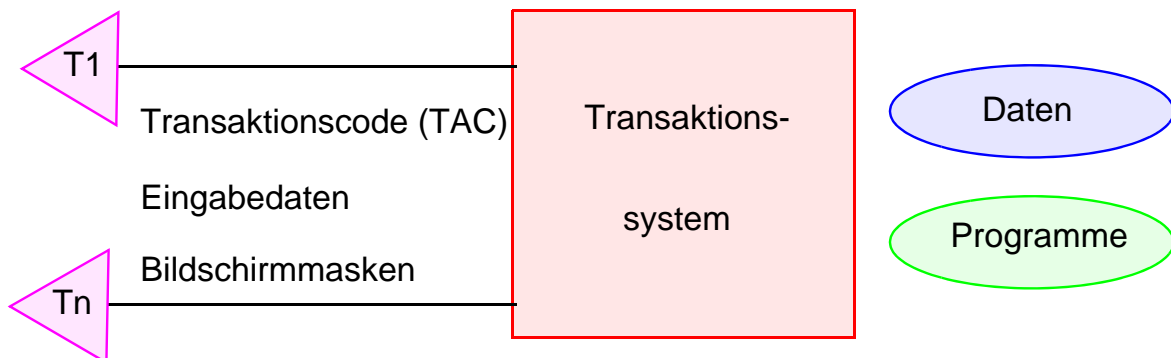 T1
Transaktionscode (TAC)
Eingabedaten
Bildschirmmasken
Tn
Transaktions-
system
Daten
Programme